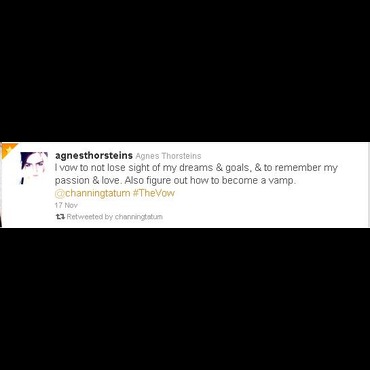 agnesthorsteins Agnes Thorsteins
I vow to not lose sight of my dreams & goals, & to remember my
passion & love. Also figure out how to become a vamp.
@channingtatum #TheVow
17 Nov
Retweeted by channingtatum